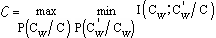 C = max P(C_W / C) min P(C'_W / C_W) I(C_W; C'_W / C)